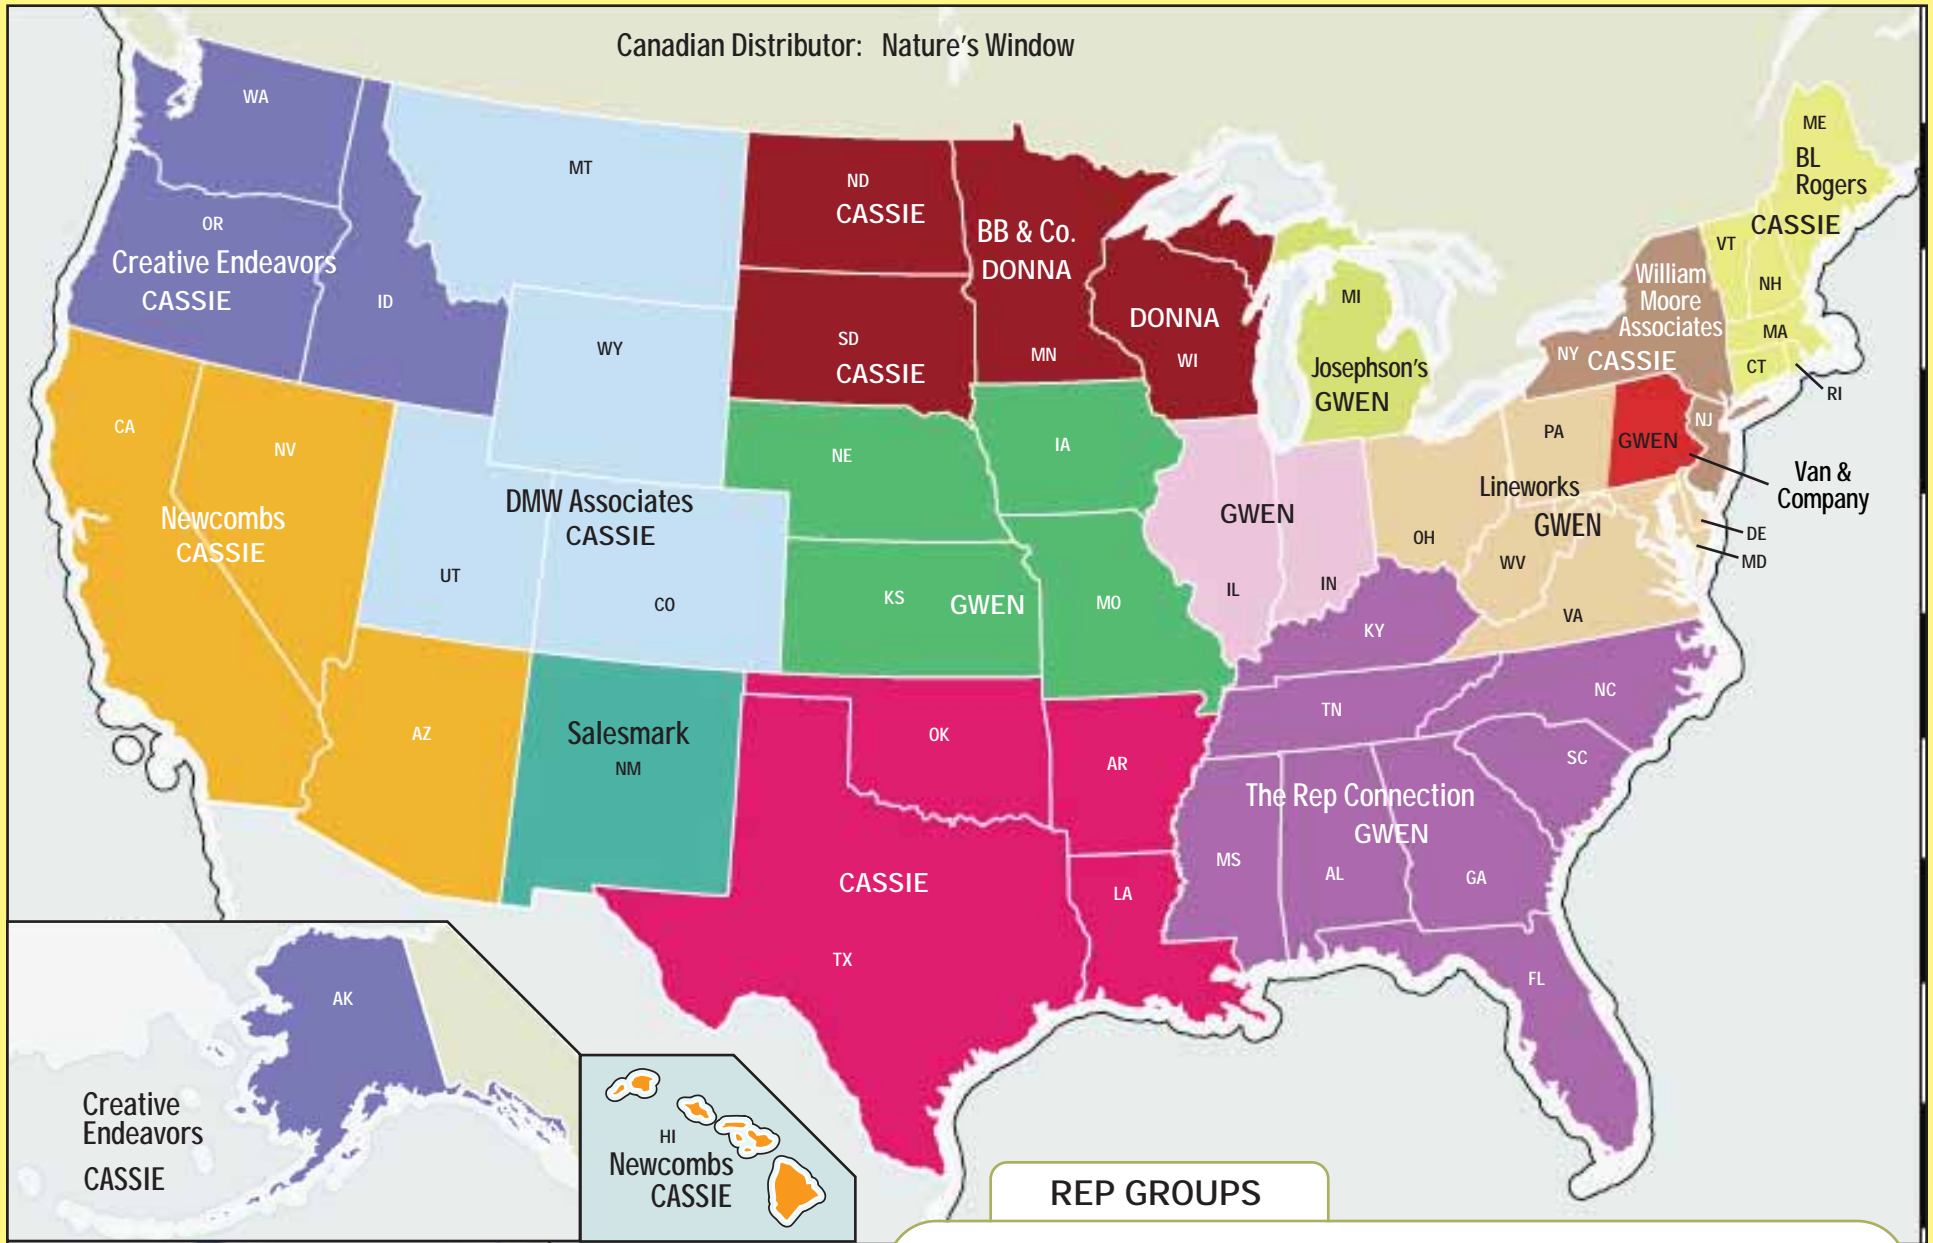 Canadian Distributor: Nature's Window
WA
OR
Creative Endeavors
CASSIE
ID
MT
WY
ND
CASSIE
SD
CASSIE
BB & Co.
DONNA
MN
DONNA
WI
MI
Josephson's
GWEN
ME
BL
Rogers
CASSIE
VT
NH
MA
CT
RI
William
Moore
Associates
NY CASSIE
NJ
PA
GWEN
Van &
Company
Lineworks
GWEN
OH
WV
VA
DE
MD
CA
NV
Newcombs
CASSIE
AZ
DMW Associates
CASSIE
UT
CO
NE
IA
KS
GWEN
MO
GWEN
IL
IN
KY
TN
NC
SC
The Rep Connection
GWEN
MS
AL
GA
FL
Salesmark
NM
OK
AR
CASSIE
LA
TX
AK
Creative
Endeavors
CASSIE
HI
Newcombs
CASSIE
REP GROUPS